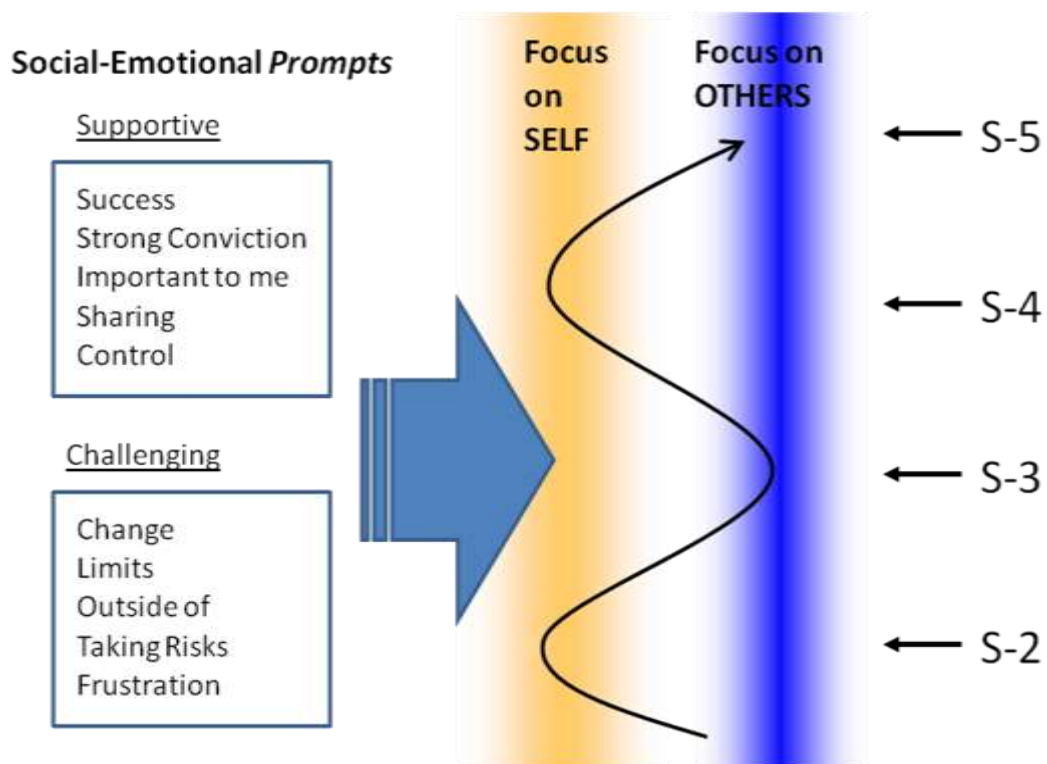 Social-Emotional Prompts
Supportive
Success
Strong Conviction
Important to me
Sharing
Control
Challenging
Change
Limits
Outside of
Taking Risks
Frustration
Focus
on
SELF
Focus on
OTHERS
S-5
S-4
S-3
S-2